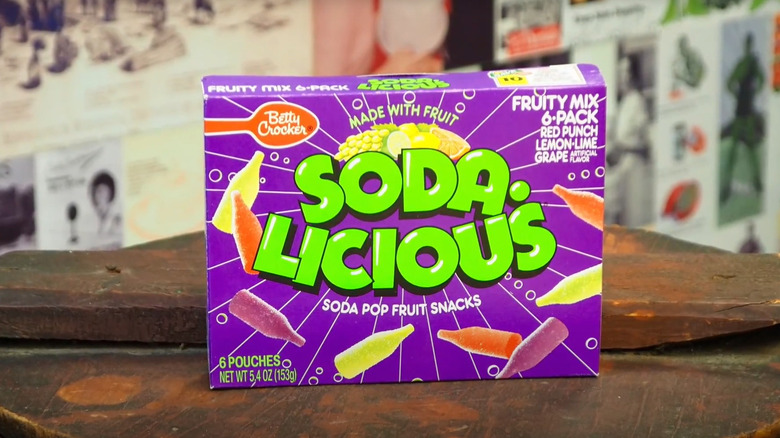 FRUITY MIX 6-PACK
SODA-LICIOUS
10
Betty Crocker
MADE WITH FRUIT
FRUITY MIX
6-PACK
RED PUNCH
LEMON-LIME
GRAPE ARTIFICIAL FLAVOR
SODA-
LICIOUS
SODA POP FRUIT SNACKS
6 POUCHES
NET WT 5.4 OZ (153g)